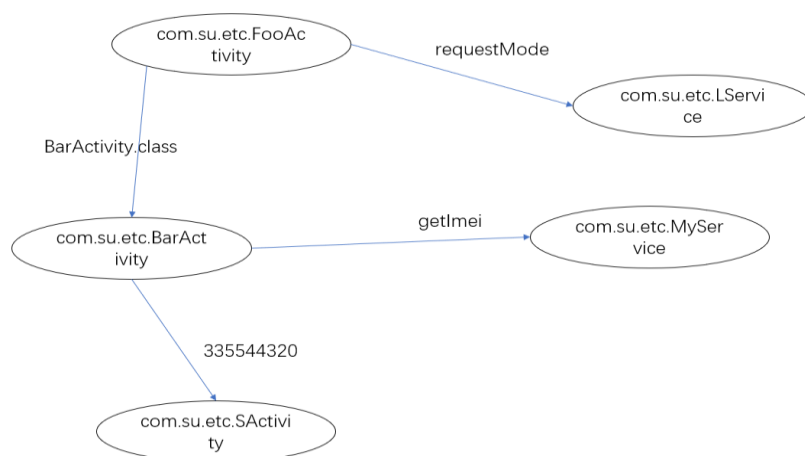 com.su.etc.FooAc
tivity
requestMode
com.su.etc.LServi
ce
BarActivity.class
com.su.etc.BarAct
ivity
getImei
com.su.etc.MySer
vice
335544320
com.su.etc.SActivi
ty